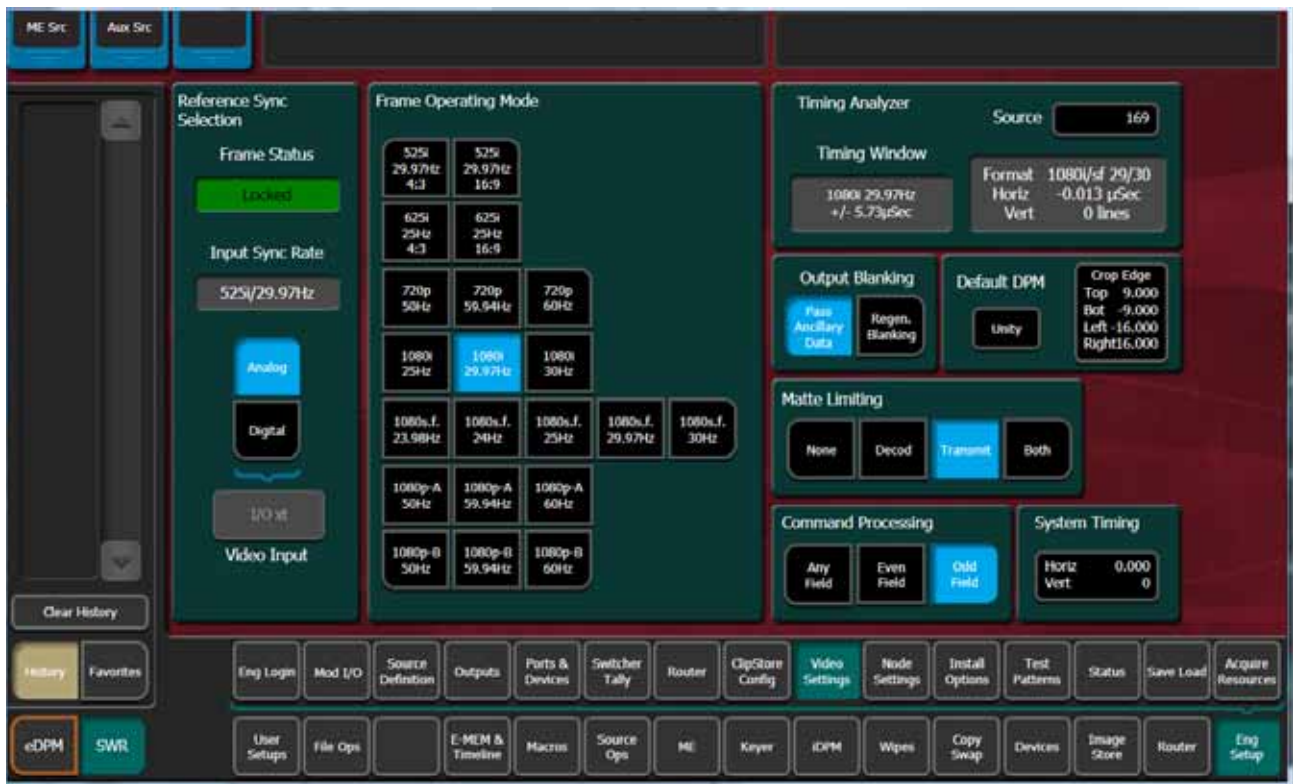 ME Src
Aux Src
Reference Sync
Selection
Frame Status
Locked
Input Sync Rate
525i/29.97Hz
Analog
Digital
I/O xt
Video Input
Frame Operating Mode
525i
29.97Hz
4:3
525i
29.97Hz
16:9
625i
25Hz
4:3
625i
25Hz
16:9
720p
50Hz
720p
59.94Hz
720p
60Hz
1080i
25Hz
1080i
29.97Hz
1080i
30Hz
1080s.f.
23.98Hz
1080s.f.
24Hz
1080s.f.
25Hz
1080s.f.
29.97Hz
1080s.f.
30Hz
1080p-A
50Hz
1080p-A
59.94Hz
1080p-A
60Hz
1080p-B
50Hz
1080p-B
59.94Hz
1080p-B
60Hz
Timing Analyzer
Source
169
Timing Window
1080i 29.97Hz
+/- 5.73µSec
Format 1080i/sf 29/30
Horiz -0.013 µSec
Vert 0 lines
Output Blanking
Pass
Ancillary
Data
Regen.
Blanking
Default DPM
Unity
Crop Edge
Top 9.000
Bot -9.000
Left -16.000
Right16.000
Matte Limiting
None
Decod
Transmit
Both
Command Processing
Any
Field
Even
Field
Odd
Field
System Timing
Horiz 0.000
Vert 0
Clear History
History
Favorites
Eng Login
Mod I/O
Source
Definition
Outputs
Ports &
Devices
Switcher
Tally
Router
ClipStore
Config
Video
Settings
Node
Settings
Install
Options
Test
Patterns
Status
Save Load
Acquire
Resources
eDPM
SWR
User
Setups
File Ops
E-MEM &
Timeline
Macros
Source
Ops
ME
Keyer
iDPM
Wipes
Copy
Swap
Devices
Image
Store
Router
Eng
Setup